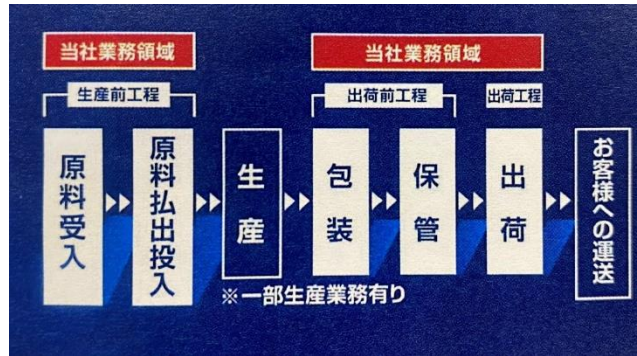 当社業務領域
当社業務領域
生産前工程
出荷前工程
出荷工程
原料受入
原料払出投入
生産
包装
保管
出荷
お客様への運送
※一部生産業務有り